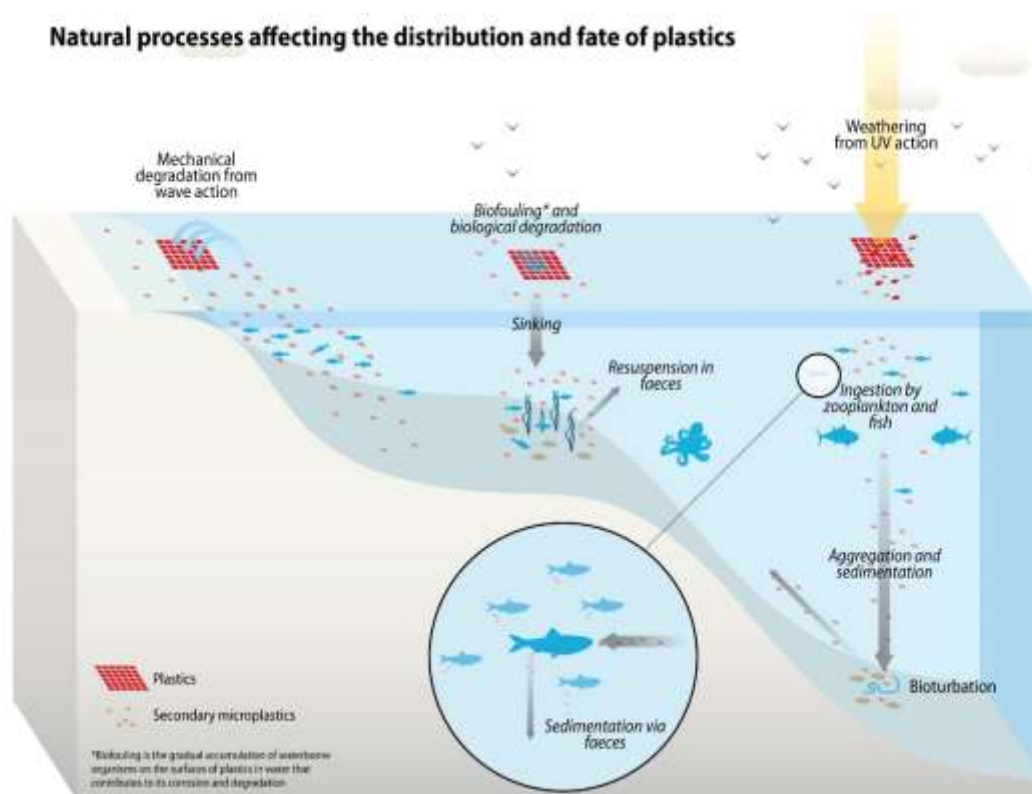 Natural processes affecting the distribution and fate of plastics
Mechanical
degradation from
wave action
Biofouling* and
biological degradation
Weathering
from UV action
Sinking
Resuspension in
faeces
Ingestion by
zooplankton and
fish
Aggregation and
sedimentation
Bioturbation
Sedimentation via
faeces
Plastics
Secondary microplastics
*Biofouling is the gradual accumulation of waterborne
organisms on the surfaces of plastics in water that
contributes to its corrosion and degradation